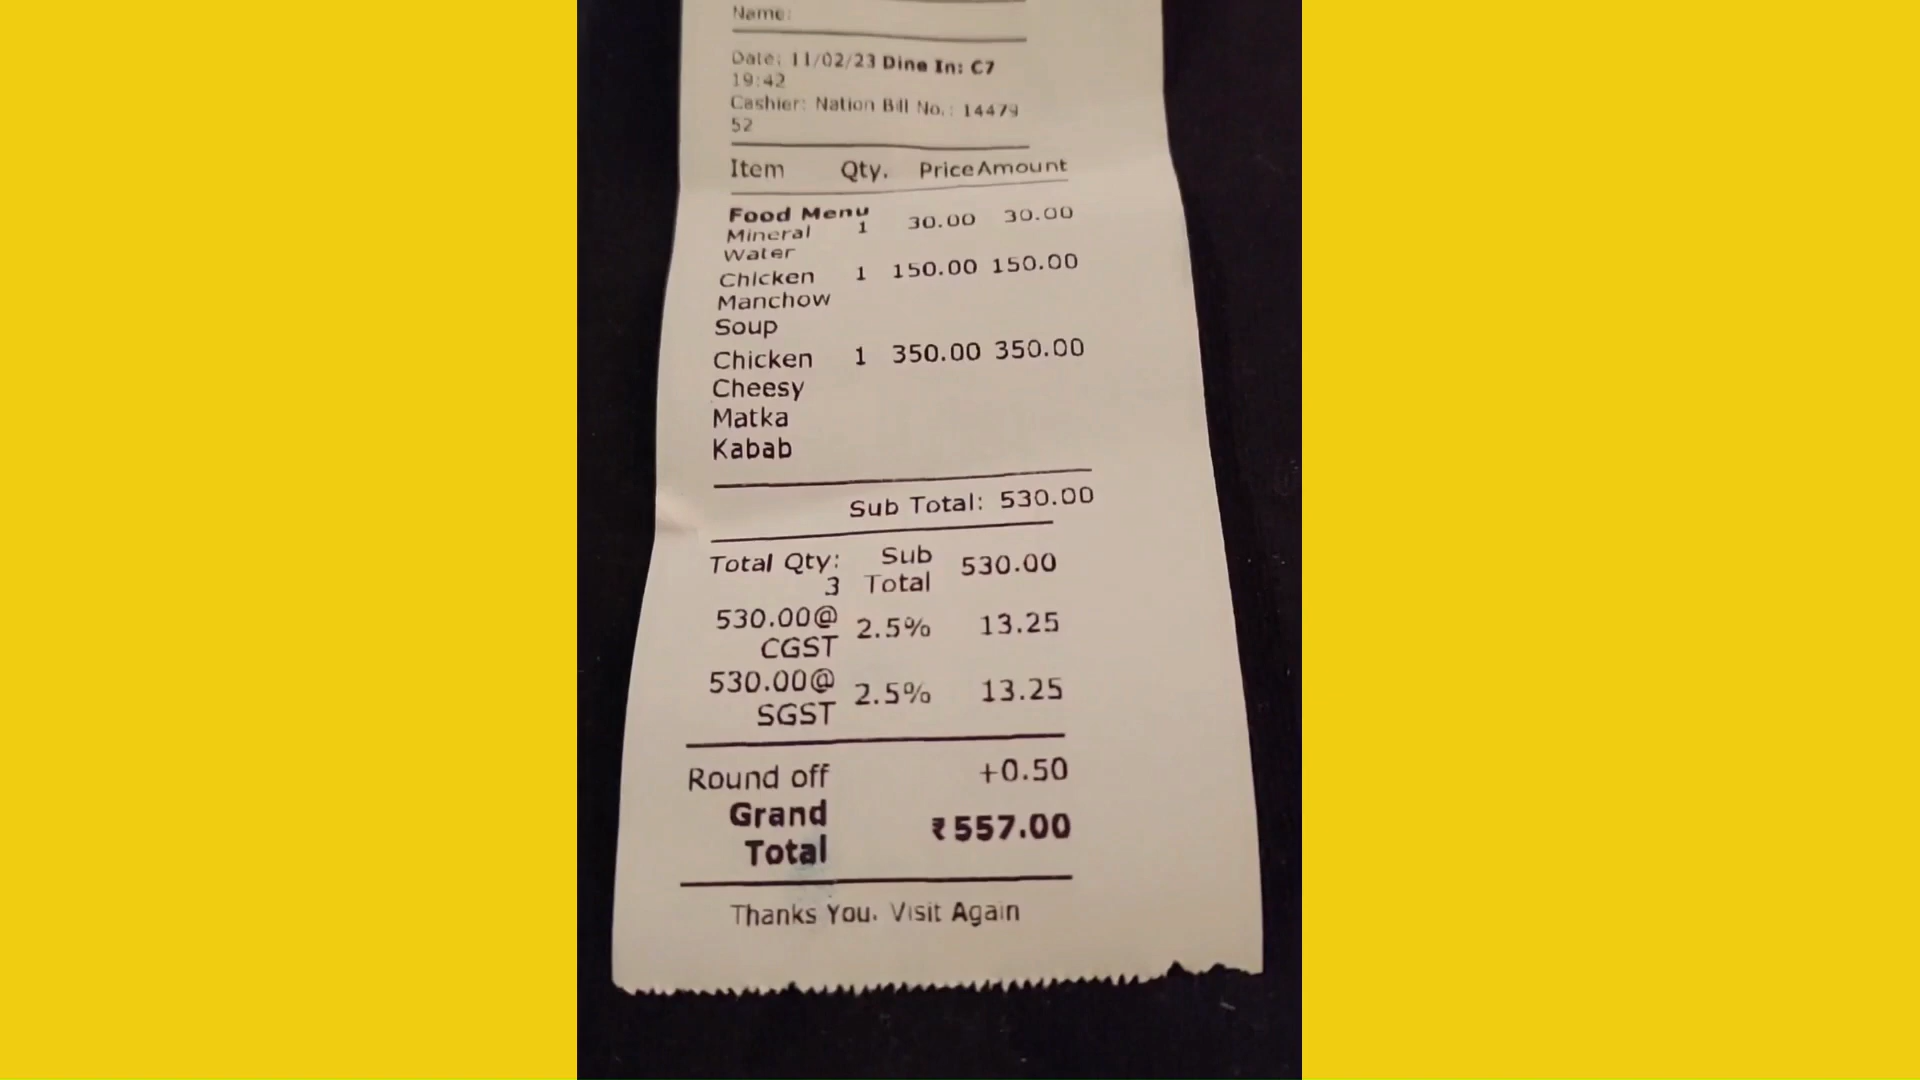 Name:
Date: 11/02/23 Dine In: C7
19:42
Cashier: Nation Bill No.: 14479
52
Item Qty. Price Amount
Food Menu
Mineral 1 30.00 30.00
Water
Chicken 1 150.00 150.00
Manchow
Soup
Chicken 1 350.00 350.00
Cheesy
Matka
Kabab
Sub Total: 530.00
Total Qty: Sub 530.00
3 Total
530.00@ 2.5% 13.25
CGST
530.00@ 2.5% 13.25
SGST
Round off +0.50
Grand ₹557.00
Total
Thanks You. Visit Again